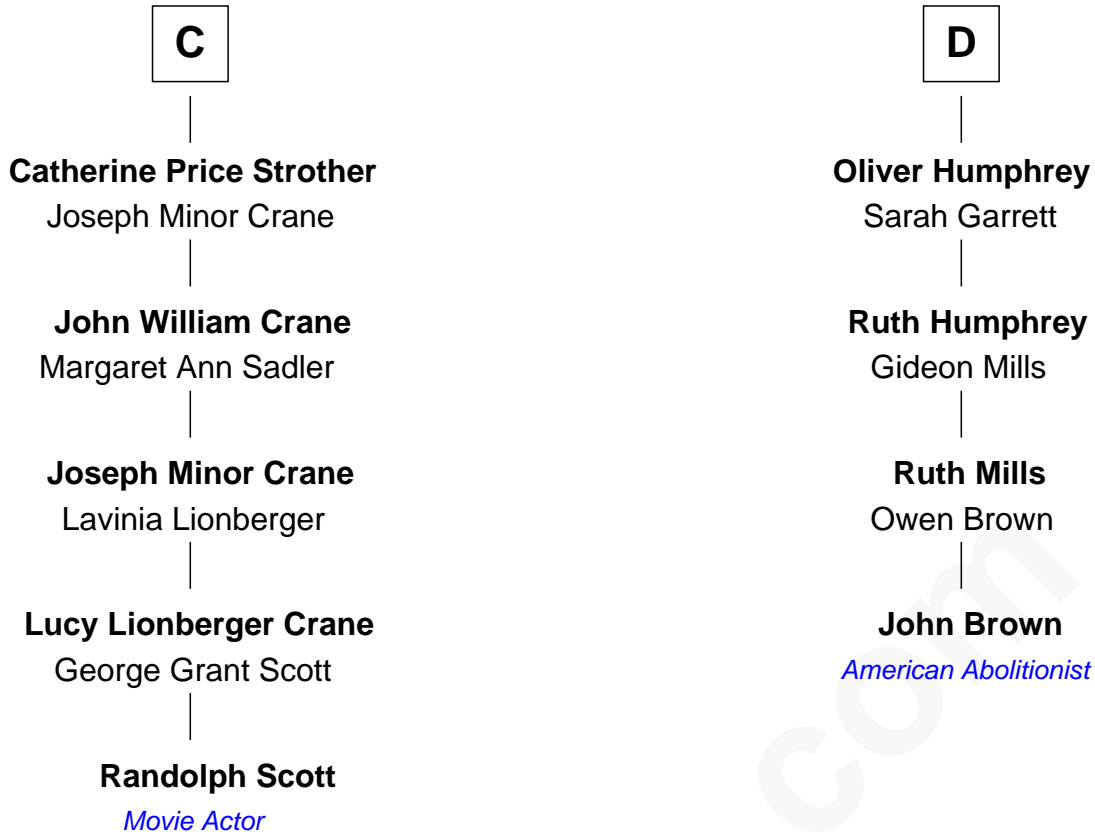 C
Catherine Price Strother
Joseph Minor Crane
John William Crane
Margaret Ann Sadler
Joseph Minor Crane
Lavinia Lionberger
Lucy Lionberger Crane
George Grant Scott
Randolph Scott
Movie Actor
D
Oliver Humphrey
Sarah Garrett
Ruth Humphrey
Gideon Mills
Ruth Mills
Owen Brown
John Brown
American Abolitionist
com